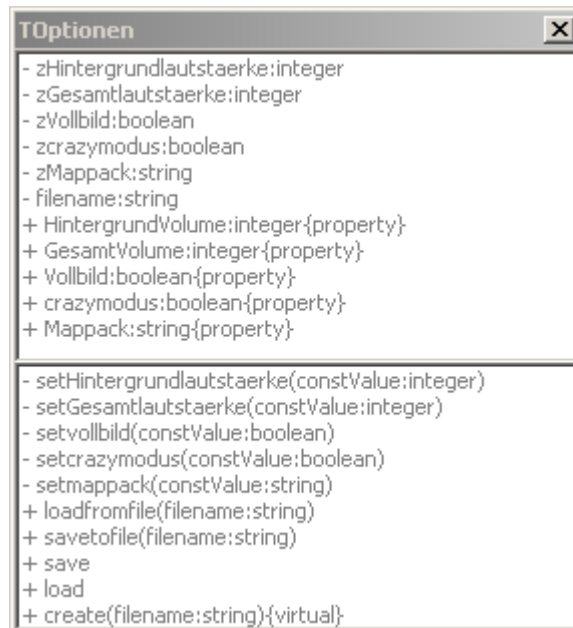 TOptionen
- zHintergrundlautstaerke:integer
- zGesamtlautstaerke:integer
- zVollbild:boolean
- zcrazymodus:boolean
- zMappack:string
- filename:string
+ HintergrundVolume:integer{property}
+ GesamtVolume:integer{property}
+ Vollbild:boolean{property}
+ crazymodus:boolean{property}
+ Mappack:string{property}
- setHintergrundlautstaerke(constValue:integer)
- setGesamtlautstaerke(constValue:integer)
- setvollbild(constValue:boolean)
- setcrazymodus(constValue:boolean)
- setmappack(constValue:string)
+ loadfromfile(filename:string)
+ savetofile(filename:string)
+ save
+ load
+ create(filename:string){virtual}